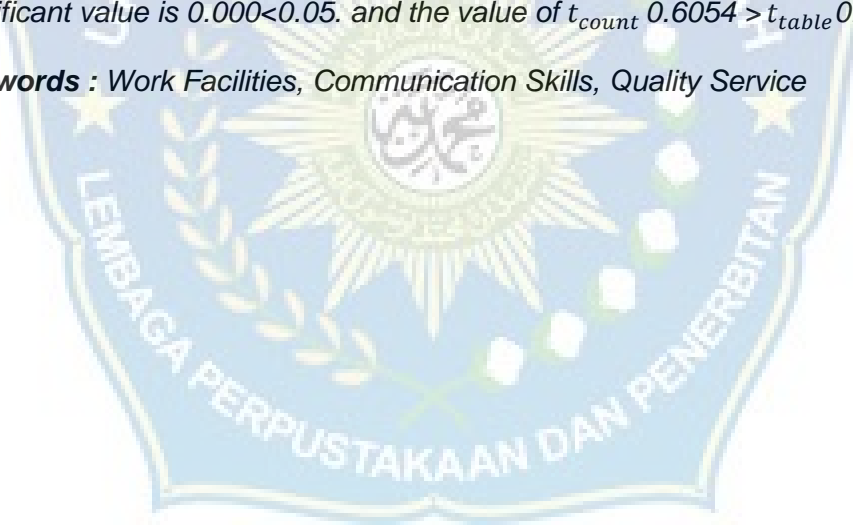 ificant value is 0.000<0.05. and the value of t_count 0.6054 > t_table 0
words : Work Facilities, Communication Skills, Quality Service
LEMBAGA PERPUSTAKAAN DAN PENERBITAN